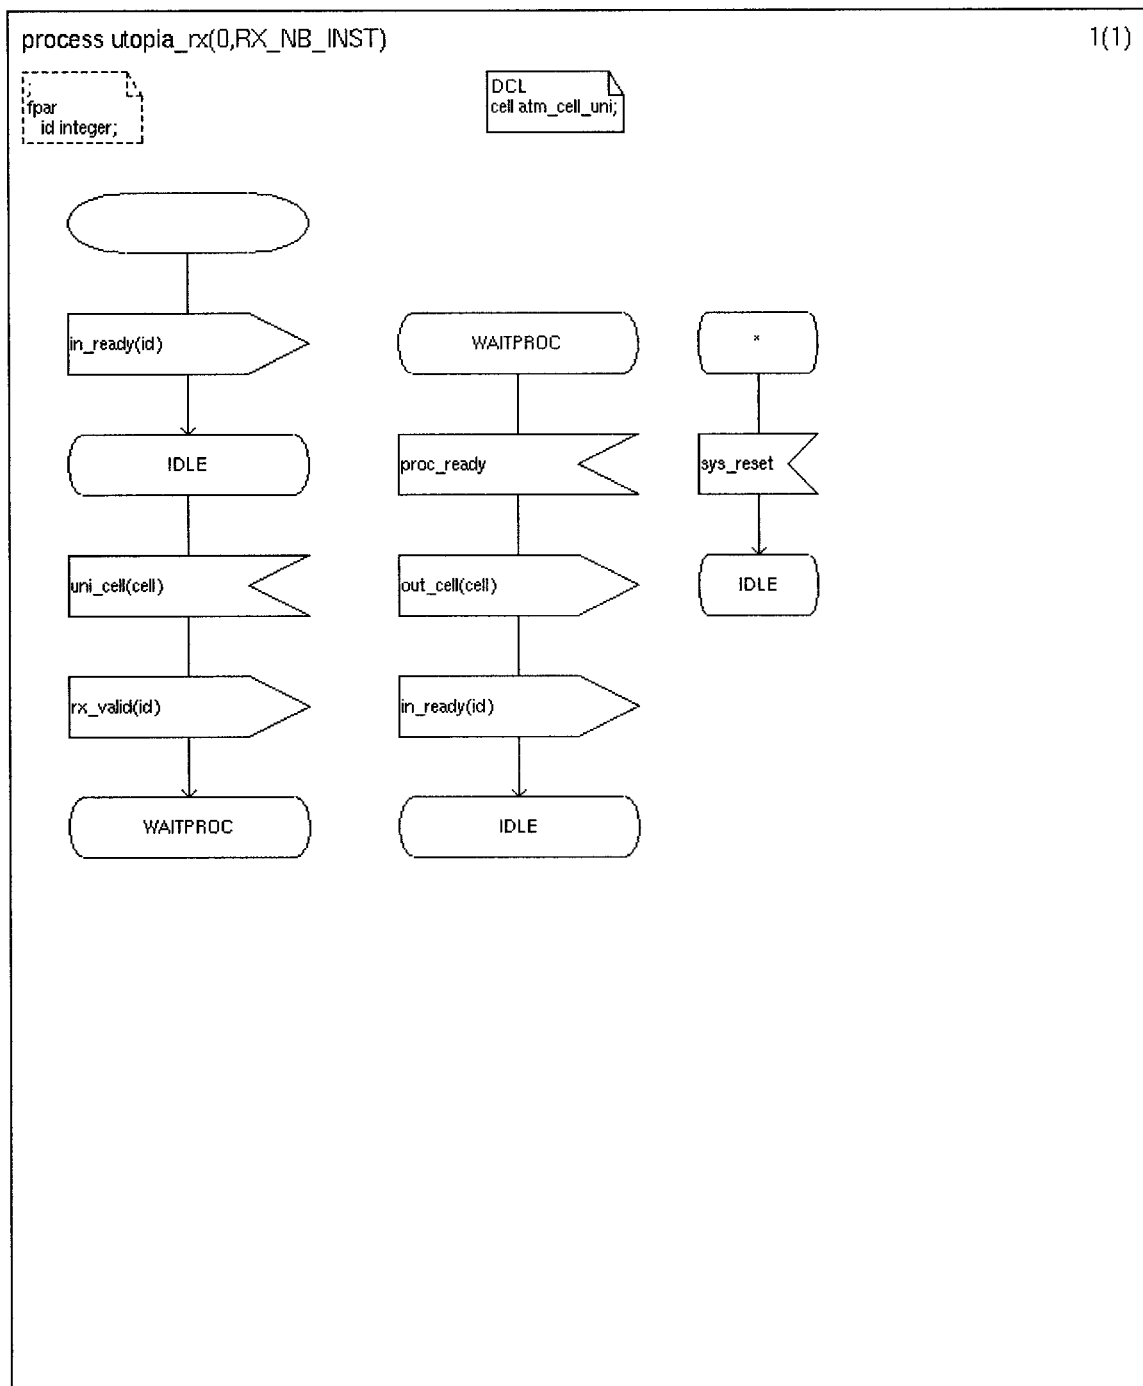 process utopia_rx(0,RX_NB_INST)
1(1)
;
fpar
id integer;
DCL
cell atm_cell_uni;
in_ready(id)
IDLE
uni_cell(cell)
rx_valid(id)
WAITPROC
WAITPROC
proc_ready
out_cell(cell)
in_ready(id)
IDLE
*
sys_reset
IDLE